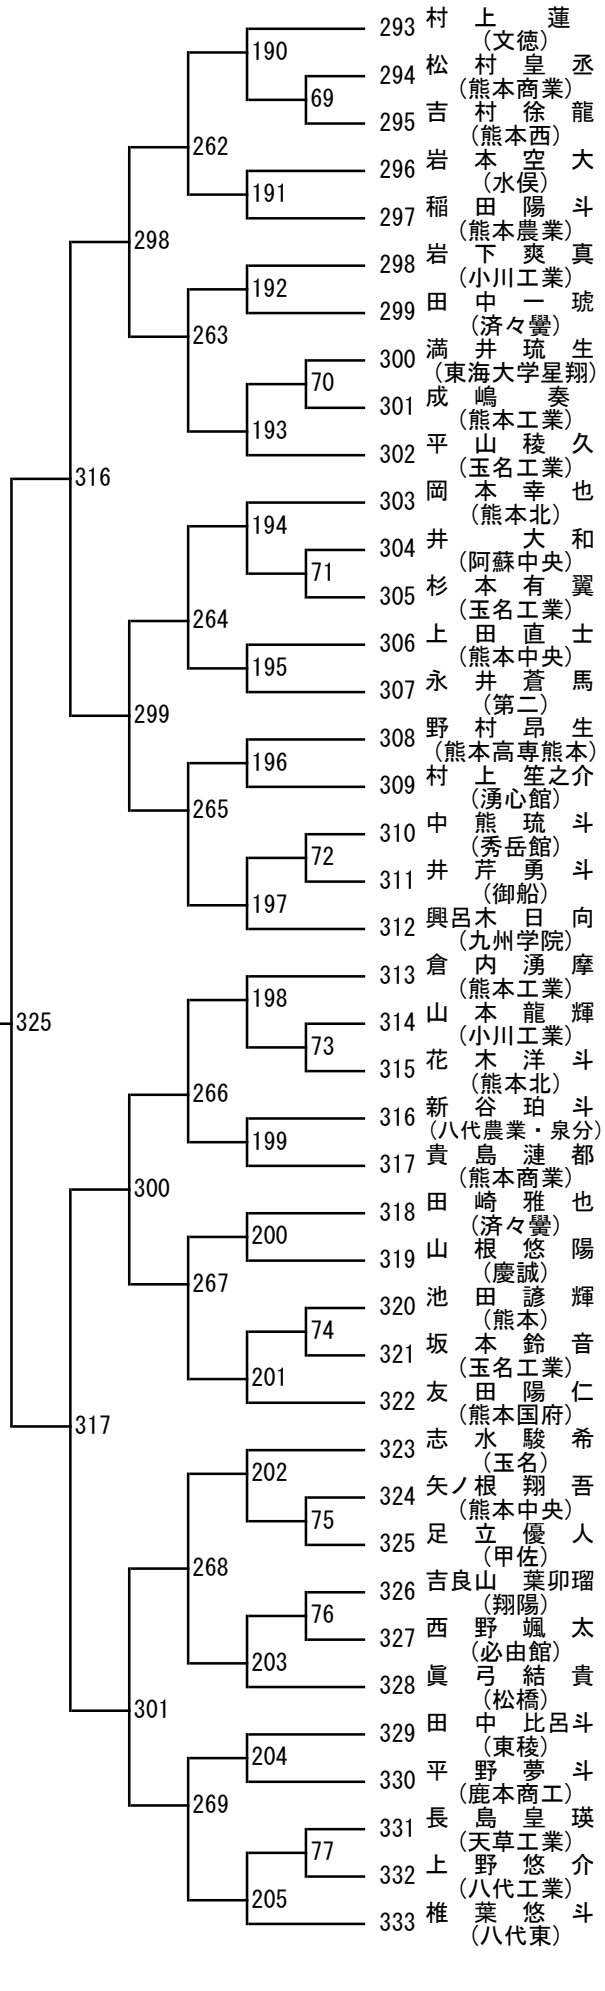 293 村上 蓮
(文徳)
190
294 松村皇丞
(熊本商業)
69
295 吉村徐龍
(熊本西)
262
296 岩本空大
(水俣)
191
297 稲田陽斗
(熊本農業)
298
298 岩下爽真
(小川工業)
192
299 田中一琥
(済々黌)
263
300 満井琉生
(東海大学星翔)
70
301 成嶋 奏
(熊本工業)
193
302 平山稜久
(玉名工業)
316
303 岡本幸也
(熊本北)
194
304 井 大和
(阿蘇中央)
71
305 杉本有翼
(玉名工業)
264
306 上田直士
(熊本中央)
195
307 永井蒼馬
(第二)
299
308 野村昂生
(熊本高専熊本)
196
309 村上笙之介
(湧心館)
265
310 中熊琉斗
(秀岳館)
72
311 井芹勇斗
(御船)
197
312 興呂木日向
(九州学院)
313 倉内湧摩
(熊本工業)
198
314 山本龍輝
(小川工業)
325
73
315 花木洋斗
(熊本北)
266
316 新谷珀斗
(八代農業・泉分)
199
317 貴島漣都
(熊本商業)
300
318 田崎雅也
(済々黌)
200
319 山根悠陽
(慶誠)
267
320 池田諺輝
(熊本)
74
321 坂本鈴音
(玉名工業)
201
322 友田陽仁
(熊本国府)
317
323 志水駿希
(玉名)
202
324 矢ノ根翔吾
(熊本中央)
75
325 足立優人
(甲佐)
268
326 吉良山葉卯瑠
(翔陽)
76
327 西野颯太
(必由館)
203
328 眞弓結貴
(松橋)
301
329 田中比呂斗
(東稜)
204
330 平野夢斗
(鹿本商工)
269
331 長島皇瑛
(天草工業)
77
332 上野悠介
(八代工業)
205
333 椎葉悠斗
(八代東)